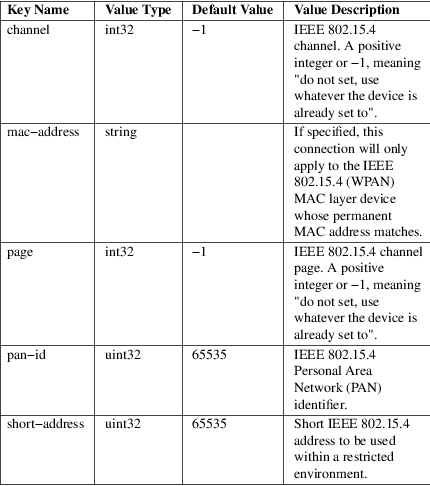 Key Name Value Type Default Value Value Description
channel int32 −1 IEEE 802.15.4
channel. A positive
integer or −1, meaning
"do not set, use
whatever the device is
already set to".
mac−address string If specified, this
connection will only
apply to the IEEE
802.15.4 (WPAN)
MAC layer device
whose permanent
MAC address matches.
page int32 −1 IEEE 802.15.4 channel
page. A positive
integer or −1, meaning
"do not set, use
whatever the device is
already set to".
pan−id uint32 65535 IEEE 802.15.4
Personal Area
Network (PAN)
identifier.
short−address uint32 65535 Short IEEE 802.15.4
address to be used
within a restricted
environment.